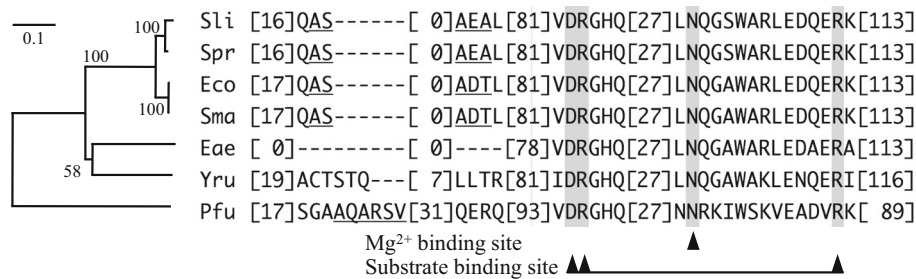 0.1
100
100
100
58
Sli [16]QAS------[ 0]AEAL[81]VDRGHQ[27]LNQGSWARLEDQERK[113]
Spr [16]QAS------[ 0]AEAL[81]VDRGHQ[27]LNQGSWARLEDQERK[113]
Eco [17]QAS------[ 0]ADTL[81]VDRGHQ[27]LNQGAWARLEDQERK[113]
Sma [17]QAS------[ 0]ADTL[81]VDRGHQ[27]LNQGSWARLEDQERK[113]
Eae [ 0]---------[ 0]----[78]VDRGHQ[27]LNQGAWARLEDAERA[113]
Yru [19]ACTSTQ---[ 7]LLTR[81]IDRGHQ[27]LNQGAWAKLENQERI[116]
Pfu [17]SGAAQARSV[31]QERQ[93]VDRGHQ[27]NNRKIWSKVEADVRK[ 89]
Mg²⁺ binding site
Substrate binding site